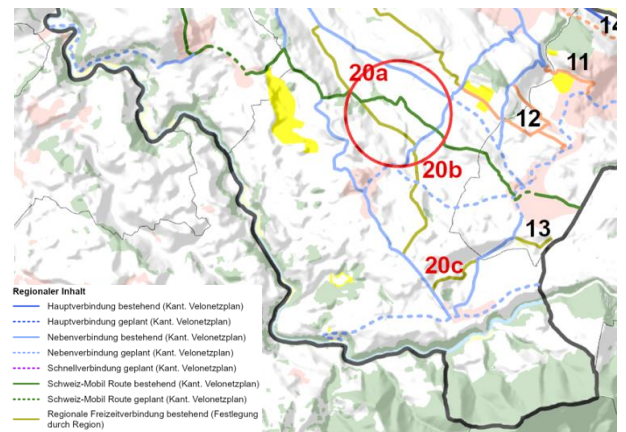 14
11
20a
12
20b
13
20c
Regionaler Inhalt
Hauptverbindung bestehend (Kant. Velonetzplan)
Hauptverbindung geplant (Kant. Velonetzplan)
Nebenverbindung bestehend (Kant. Velonetzplan)
Nebenverbindung geplant (Kant. Velonetzplan)
Schnellverbindung geplant (Kant. Velonetzplan)
Schweiz-Mobil Route bestehend (Kant. Velonetzplan)
Schweiz-Mobil Route geplant (Kant. Velonetzplan)
Regionale Freizeitverbindung bestehend (Festlegung
durch Region)